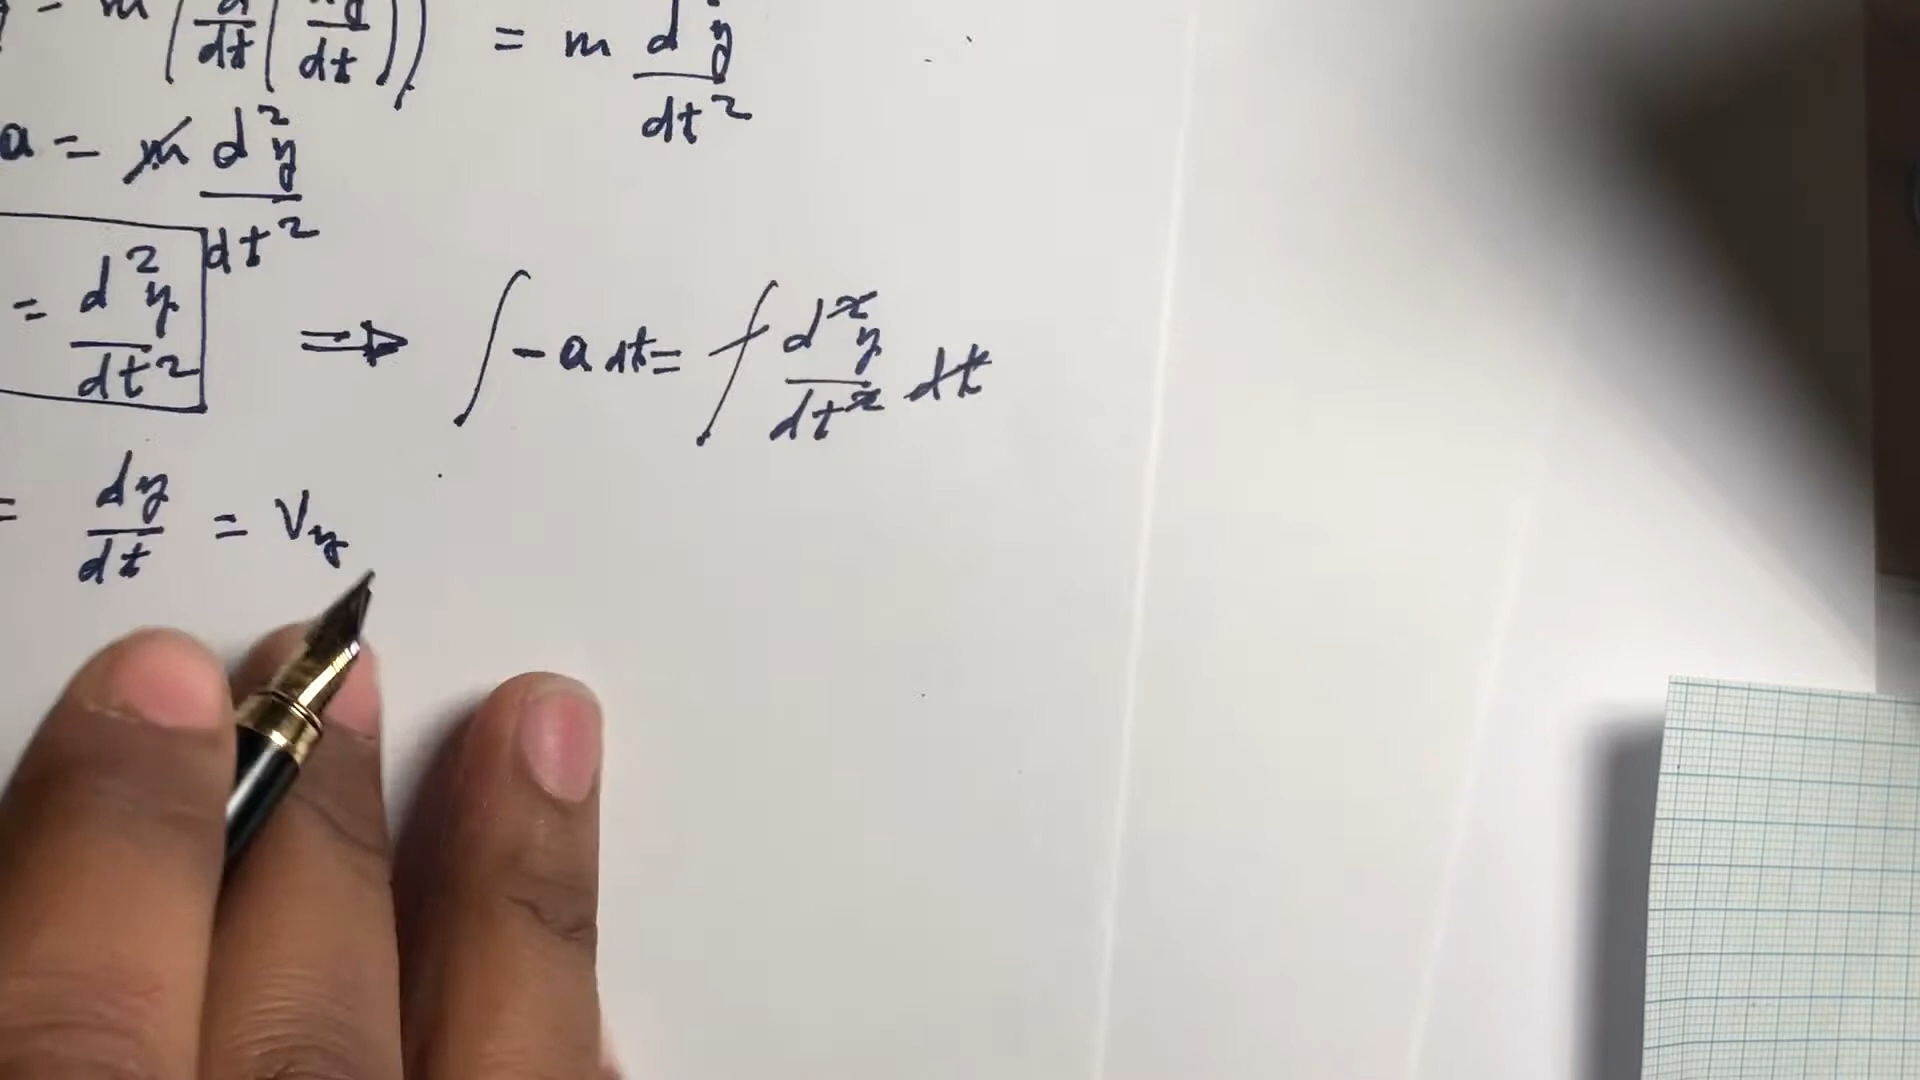 - m (d/dt (dy/dt)) = m d²y/dt²
a = m d²y/dt²
= d²y/dt² ⇒ ∫ - a dt = ∫ d²y/dt² dt
= dy/dt = Vy